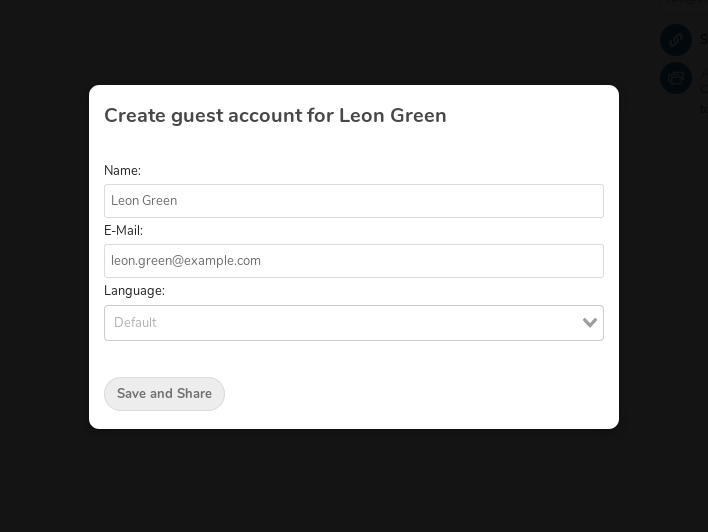 Create guest account for Leon Green
Name:
Leon Green
E-Mail:
leon.green@example.com
Language:
Default
Save and Share